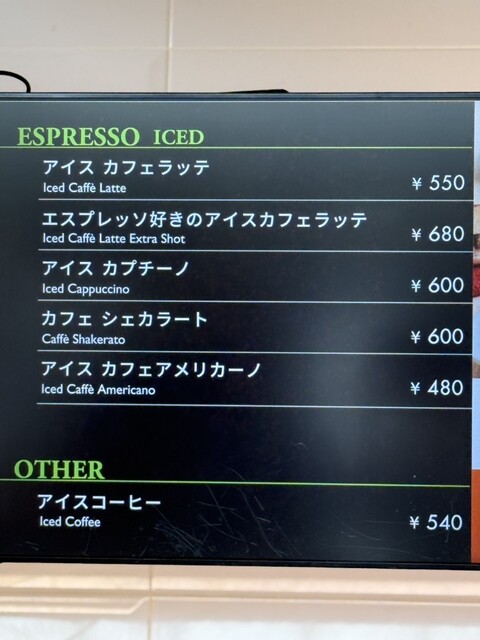 ESPRESSO ICED
アイス カフェラッテ
Iced Caffè Latte
¥ 550
エスプレッソ好きのアイスカフェラッテ
Iced Caffè Latte Extra Shot
¥ 680
アイス カプチーノ
Iced Cappuccino
¥ 600
カフェ シェカラート
Caffè Shakerato
¥ 600
アイス カフェアメリカーノ
Iced Caffè Americano
¥ 480
OTHER
アイスコーヒー
Iced Coffee
¥ 540